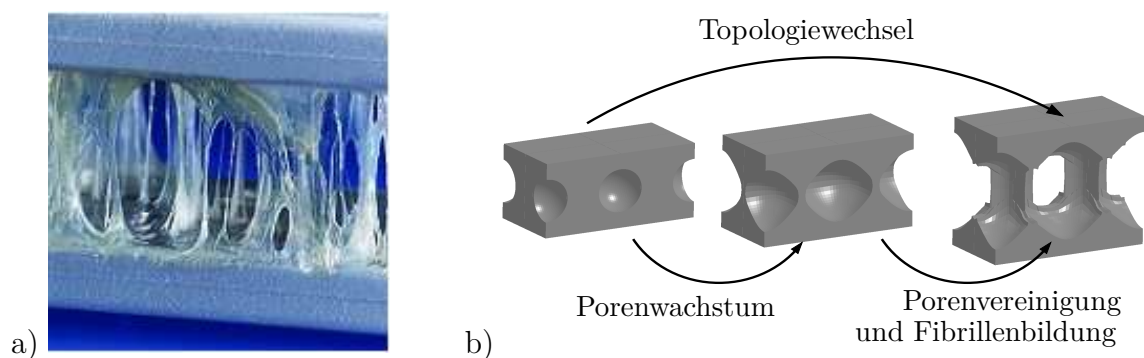 Topologiewechsel
Porenwachstum
Porenvereinigung
und Fibrillenbildung
a)
b)